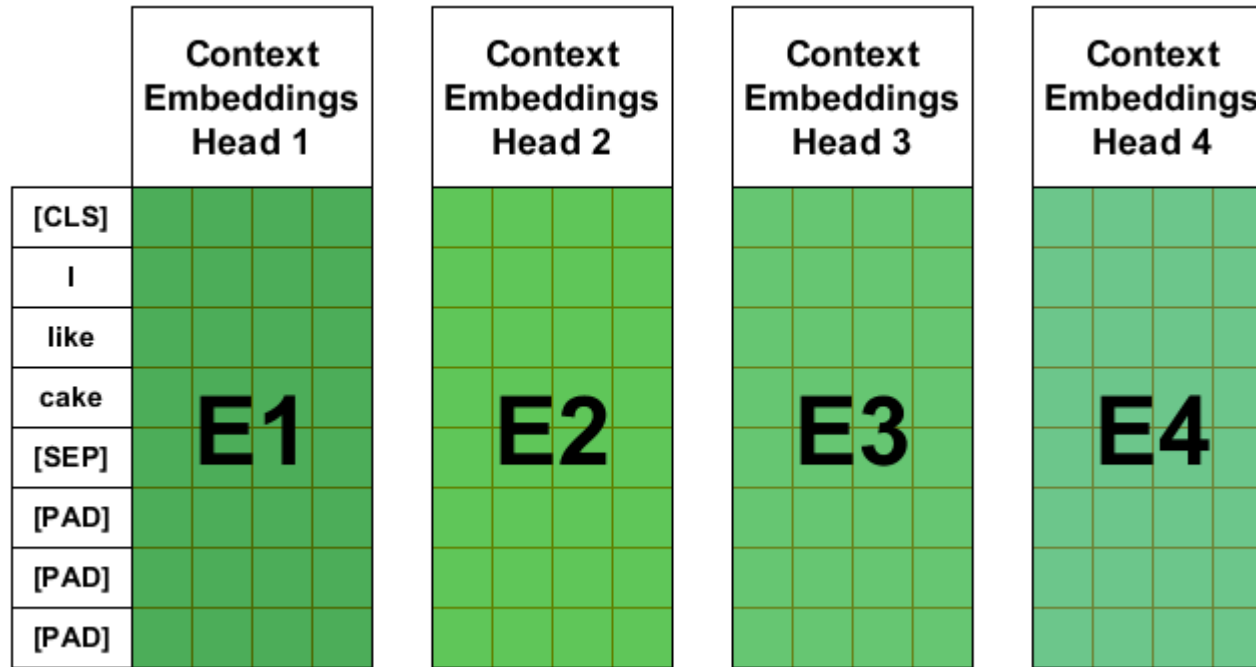 Context
Embeddings
Head 1
Context
Embeddings
Head 2
Context
Embeddings
Head 3
Context
Embeddings
Head 4
[CLS]
I
like
cake
[SEP]
[PAD]
[PAD]
[PAD]
E1
E2
E3
E4